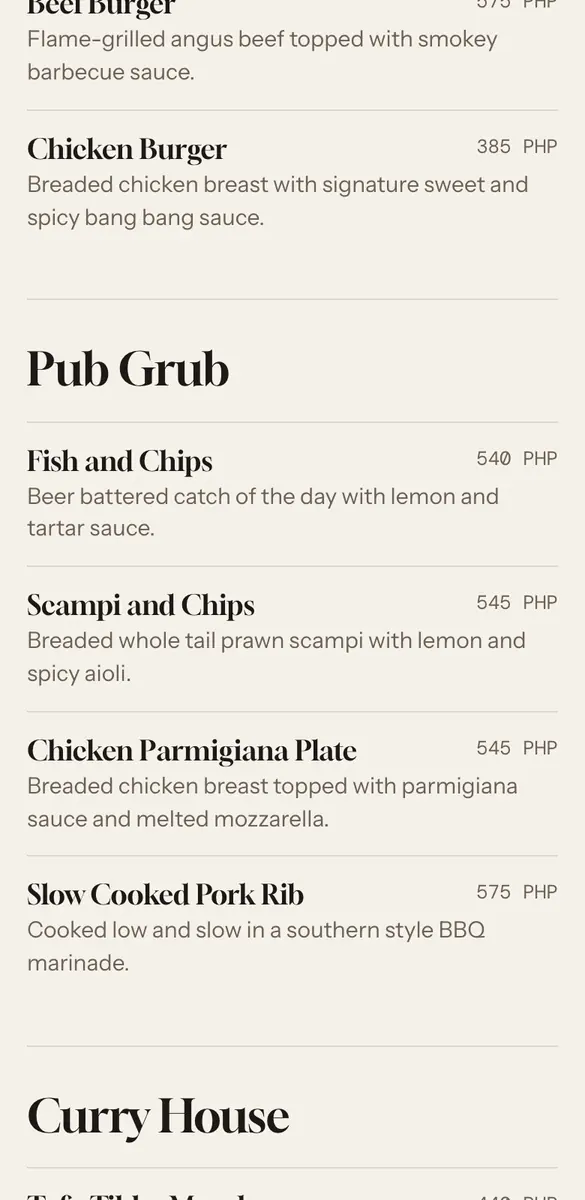 Beef Burger 575 PHP
Flame-grilled angus beef topped with smokey
barbecue sauce.
Chicken Burger 385 PHP
Breaded chicken breast with signature sweet and
spicy bang bang sauce.
Pub Grub
Fish and Chips 540 PHP
Beer battered catch of the day with lemon and
tartar sauce.
Scampi and Chips 545 PHP
Breaded whole tail prawn scampi with lemon and
spicy aioli.
Chicken Parmigiana Plate 545 PHP
Breaded chicken breast topped with parmigiana
sauce and melted mozzarella.
Slow Cooked Pork Rib 575 PHP
Cooked low and slow in a southern style BBQ
marinade.
Curry House